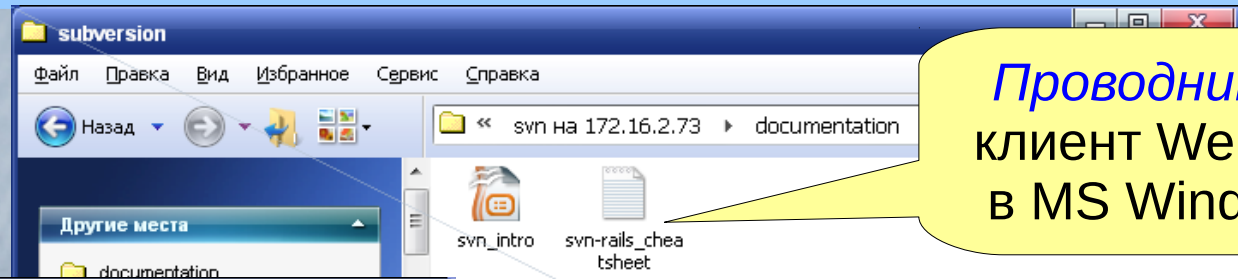 subversion
Файл Правка Вид Избранное Сервис Справка
Назад
« svn на 172.16.2.73 documentation
Проводни
клиент We
в MS Wind
Другие места
documentation
svn_intro
svn-rails_chea
tsheet